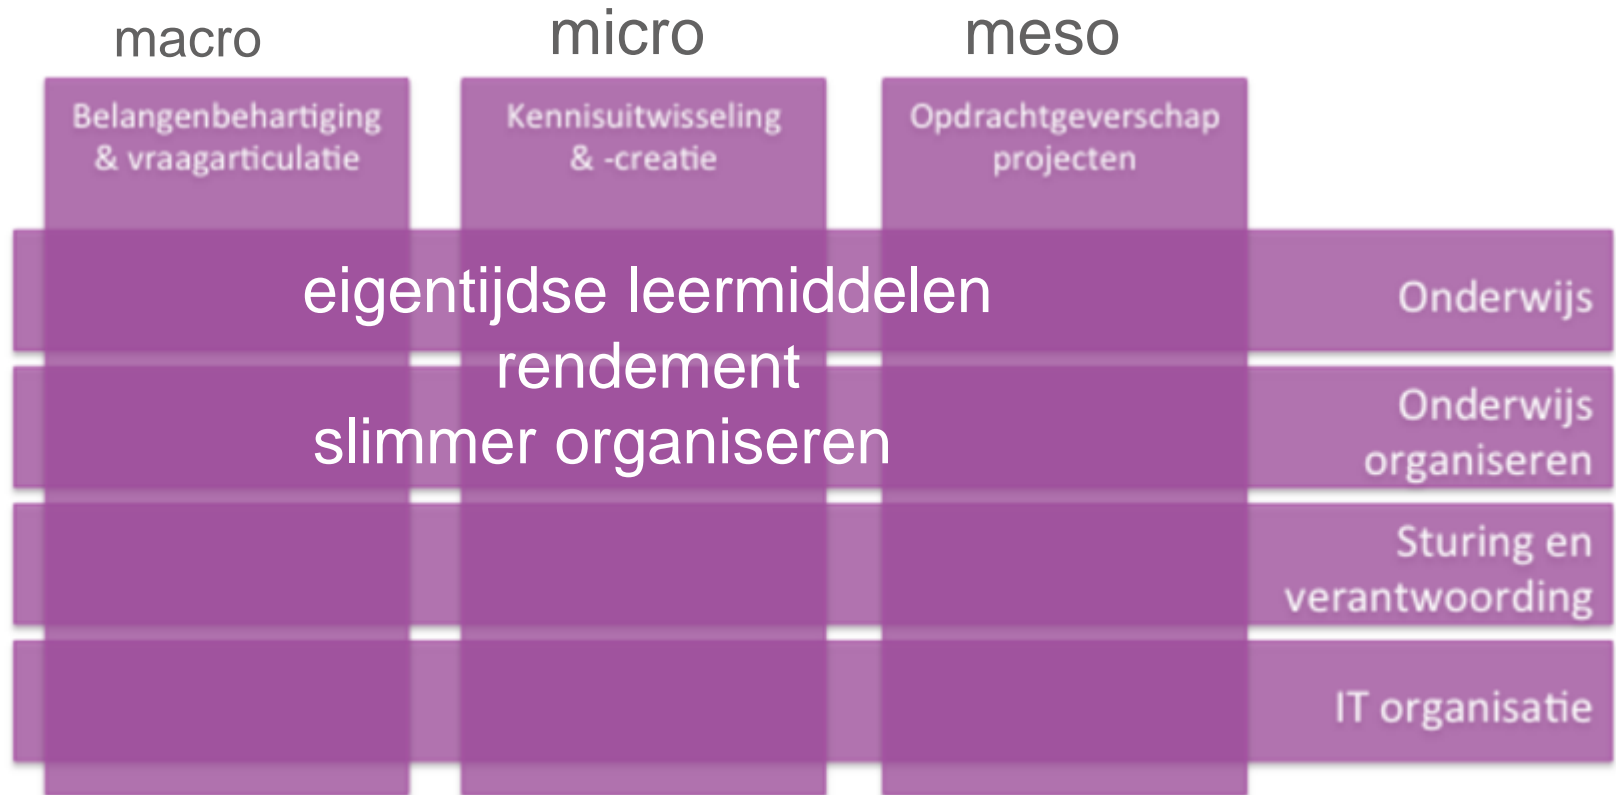 macro
micro
meso
Belangenbehartiging
& vraagarticulatie
Kennisuitwisseling
& -creatie
Opdrachtgeverschap
projecten
eigentijdse leermiddelen
rendement
slimmer organiseren
Onderwijs
Onderwijs
organiseren
Sturing en
verantwoording
IT organisatie